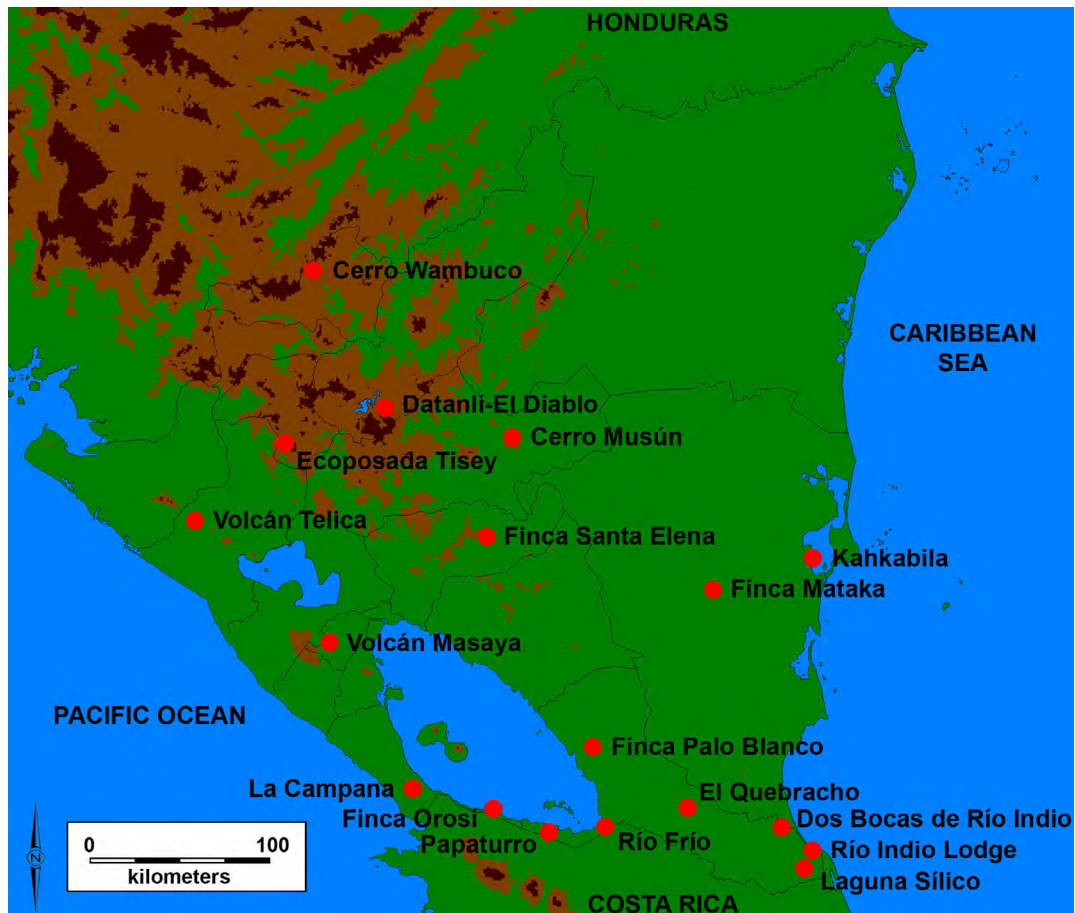 HONDURAS
Cerro Wambuco
CARIBBEAN
SEA
Datanlí-El Diablo
Cerro Musún
Ecoposada Tisey
Volcán Telica
Finca Santa Elena
Kahkabila
Finca Mataka
Volcán Masaya
PACIFIC OCEAN
Finca Palo Blanco
La Campana
El Quebracho
Finca Orosí
Dos Bocas de Río Indio
Papaturro
Río Frío
Río Indio Lodge
Laguna Sílico
COSTA RICA
N
0 100
kilometers